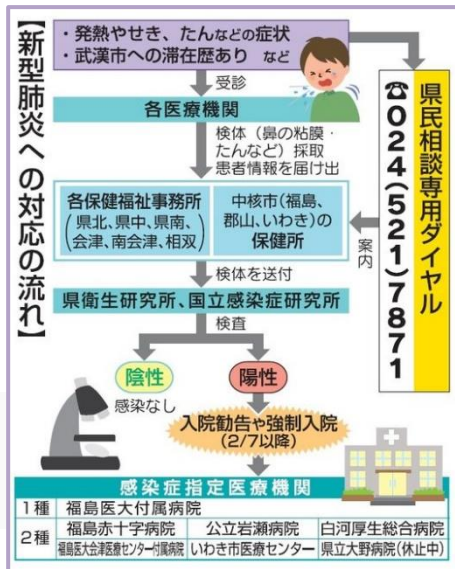 【新型肺炎への対応の流れ】
・発熱やせき、たんなどの症状
・武漢市への滞在歴あり など
受診
各医療機関
検体（鼻の粘膜・
たんなど）採取
患者情報を届け出
各保健福祉事務所
（県北、県中、県南、
会津、南会津、相双）
中核市（福島、
郡山、いわき）の
保健所
県民相談専用ダイヤル
☎024(521)7871
案内
検体を送付
県衛生研究所、国立感染症研究所
検査
陰性
感染なし
陽性
入院勧告や強制入院
(2/7以降)
感染症指定医療機関
1種 福島医大付属病院
2種 福島赤十字病院 公立岩瀬病院 白河厚生総合病院
福島医大会津医療センター付属病院 いわき市医療センター 県立大野病院(休止中)